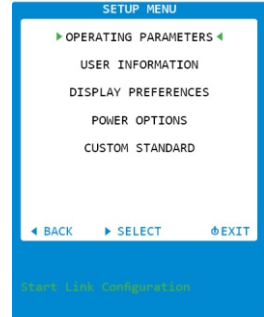 SETUP MENU
OPERATING PARAMETERS
USER INFORMATION
DISPLAY PREFERENCES
POWER OPTIONS
CUSTOM STANDARD
BACK SELECT EXIT
Start Link Configuration